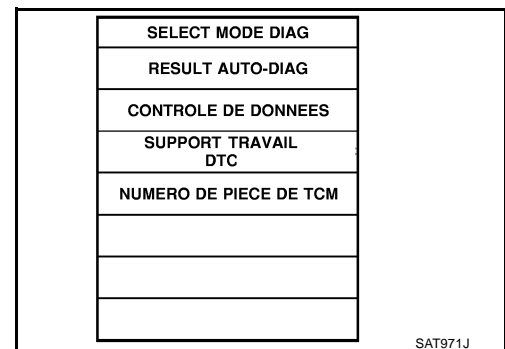 SELECT MODE DIAG
RESULT AUTO-DIAG
CONTROLE DE DONNEES
SUPPORT TRAVAIL
DTC
NUMERO DE PIECE DE TCM
SAT971J